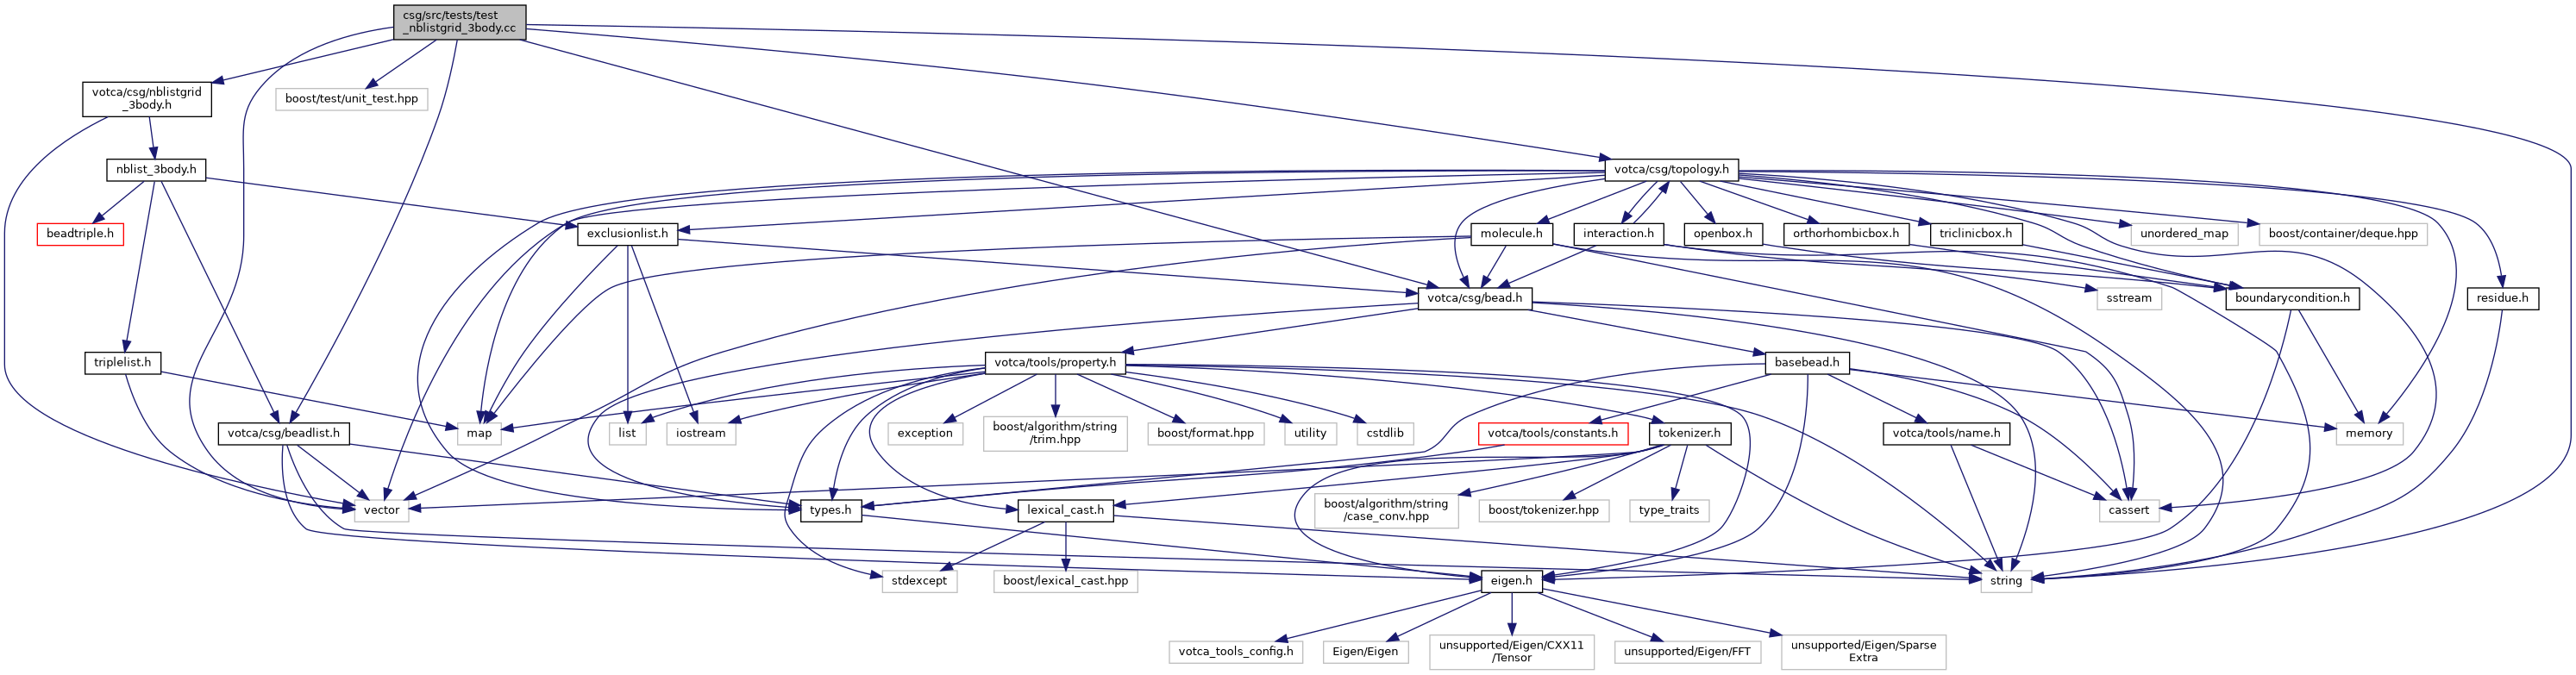 csg/src/tests/test
_nblistgrid_3body.cc
votca/csg/nblistgrid
_3body.h
boost/test/unit_test.hpp
nblist_3body.h
votca/csg/topology.h
beadtriple.h
exclusionlist.h
molecule.h
interaction.h
openbox.h
orthorhombicbox.h
triclinicbox.h
unordered_map
boost/container/deque.hpp
votca/csg/bead.h
sstream
boundarycondition.h
residue.h
triplelist.h
votca/tools/property.h
basebead.h
votca/csg/beadlist.h
map
list
iostream
exception
boost/algorithm/string
/trim.hpp
boost/format.hpp
utility
cstdlib
votca/tools/constants.h
tokenizer.h
votca/tools/name.h
memory
vector
types.h
lexical_cast.h
boost/algorithm/string
/case_conv.hpp
boost/tokenizer.hpp
type_traits
cassert
stdexcept
boost/lexical_cast.hpp
eigen.h
string
votca_tools_config.h
Eigen/Eigen
unsupported/Eigen/CXX11
/Tensor
unsupported/Eigen/FFT
unsupported/Eigen/Sparse
Extra